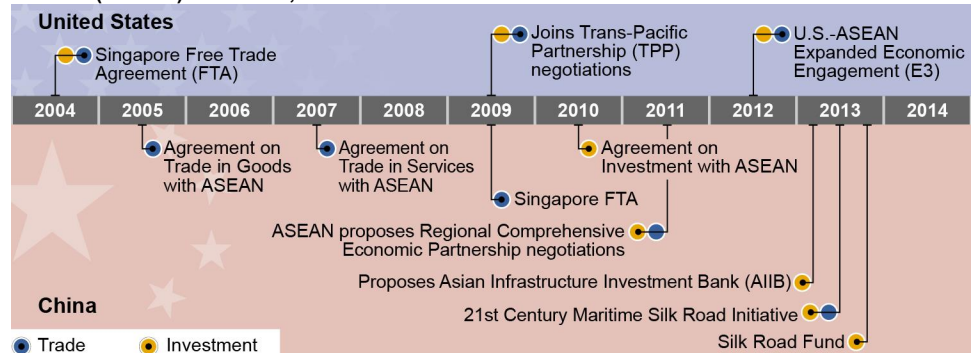 United States
Singapore Free Trade
Agreement (FTA)
Joins Trans-Pacific
Partnership (TPP)
negotiations
U.S.-ASEAN
Expanded Economic
Engagement (E3)
2004 2005 2006 2007 2008 2009 2010 2011 2012 2013 2014
Agreement on
Trade in Goods
with ASEAN
Agreement on
Trade in Services
with ASEAN
Agreement on
Investment with ASEAN
Singapore FTA
ASEAN proposes Regional Comprehensive
Economic Partnership negotiations
Proposes Asian Infrastructure Investment Bank (AIIB)
21st Century Maritime Silk Road Initiative
Silk Road Fund
China
Trade Investment